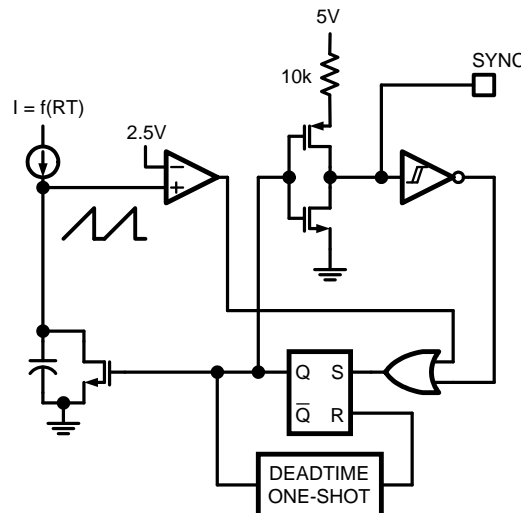 5V
SYNC
10k
I = f(RT)
2.5V
−
+
Q S
Q̅ R
DEADTIME
ONE-SHOT